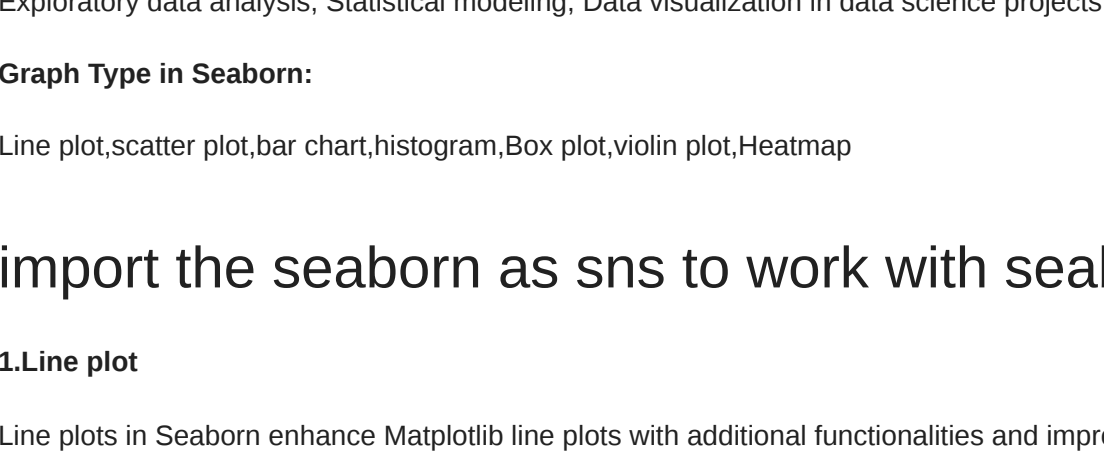 Exploratory data analysis, Statistical modeling, Data visualization in data science projects
Graph Type in Seaborn:
Line plot,scatter plot,bar chart,histogram,Box plot,violin plot,Heatmap
import the seaborn as sns to work with
1.Line plot
Line plots in Seaborn enhance Matplotlib line plots with additional functionalities and